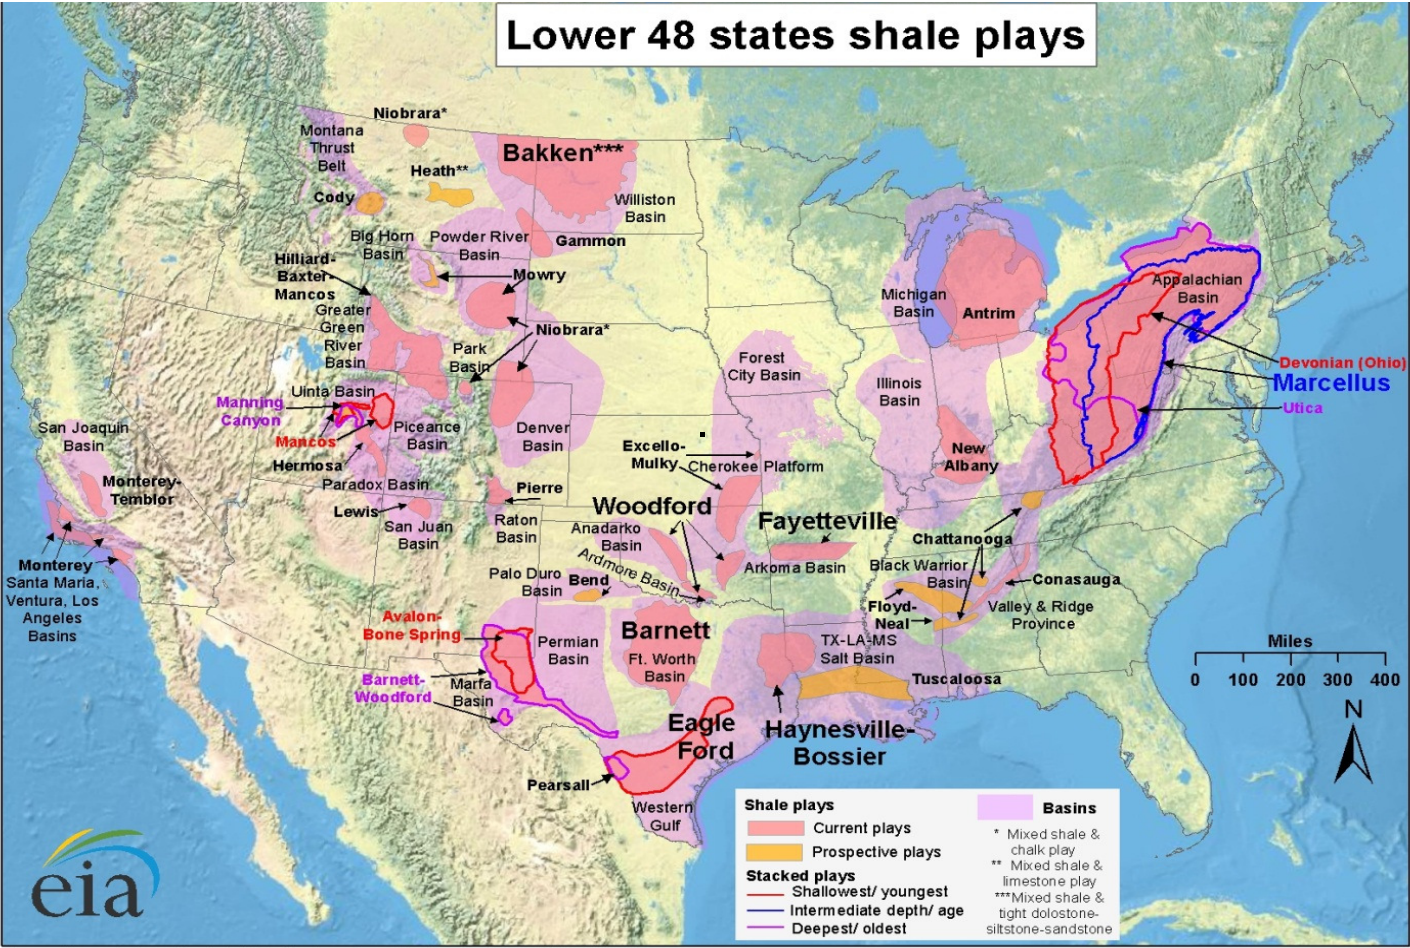 Lower 48 states shale plays
Niobrara*
Montana
Thrust
Belt
Bakken***
Heath**
Cody
Williston
Basin
Big Horn
Basin
Powder River
Basin
Gammon
Hilliard-
Baxter-
Mancos
Mowry
Greater
Green
River
Basin
Niobrara*
Park
Basin
Michigan
Basin
Antrim
Appalachian
Basin
Devonian (Ohio)
Marcellus
Utica
Forest
City Basin
Illinois
Basin
Uinta Basin
Manning
Canyon
Mancos
Piceance
Basin
Denver
Basin
San Joaquin
Basin
Hermosa
Monterey-
Temblor
Paradox Basin
Excello-
Mulky
Cherokee Platform
New
Albany
Pierre
Lewis
San Juan
Basin
Raton
Basin
Woodford
Anadarko
Basin
Fayetteville
Chattanooga
Ardmore Basin
Arkoma Basin
Black Warrior
Basin
Conasauga
Monterey
Santa Maria,
Ventura, Los
Angeles
Basins
Palo Duro
Basin
Bend
Floyd-
Neal
Valley & Ridge
Province
Avalon-
Bone Spring
Permian
Basin
Barnett
Ft. Worth
Basin
TX-LA-MS
Salt Basin
Tuscaloosa
Barnett-
Woodford
Marfa
Basin
Eagle
Ford
Haynesville-
Bossier
Pearsall
Western
Gulf
Miles
0 100 200 300 400
N
Shale plays
Current plays
Prospective plays
Stacked plays
Shallowest/ youngest
Intermediate depth/ age
Deepest/ oldest
Basins
* Mixed shale &
chalk play
** Mixed shale &
limestone play
***Mixed shale &
tight dolostone-
siltstone-sandstone
eia